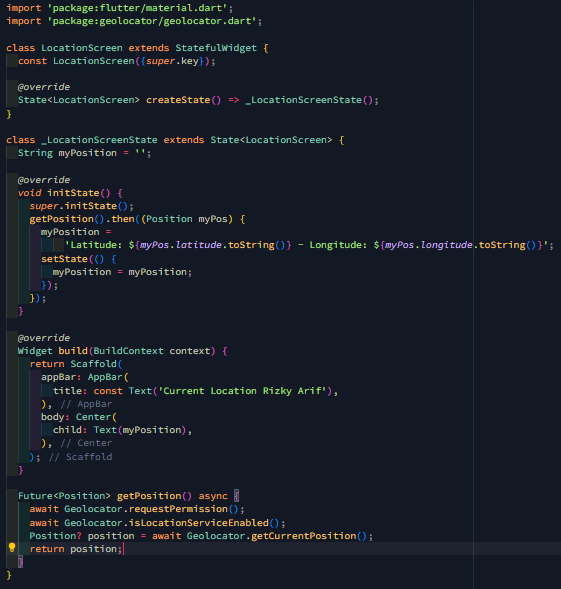 import 'package:flutter/material.dart';
import 'package:geolocator/geolocator.dart';

class LocationScreen extends StatefulWidget {
  const LocationScreen({super.key});

  @override
  State<LocationScreen> createState() => _LocationScreenState();
}

class _LocationScreenState extends State<LocationScreen> {
  String myPosition = '';

  @override
  void initState() {
    super.initState();
    getPosition().then((Position myPos) {
      myPosition =
          'Latitude: ${myPos.latitude.toString()} - Longitude: ${myPos.longitude.toString()}';
      setState(() {
        myPosition = myPosition;
      });
    });
  }

  @override
  Widget build(BuildContext context) {
    return Scaffold(
      appBar: AppBar(
        title: const Text('Current Location Rizky Arif'),
      ), // AppBar
      body: Center(
        child: Text(myPosition),
      ), // Center
    ); // Scaffold
  }

  Future<Position> getPosition() async {
    await Geolocator.requestPermission();
    await Geolocator.isLocationServiceEnabled();
    Position? position = await Geolocator.getCurrentPosition();
    return position;
  }
}